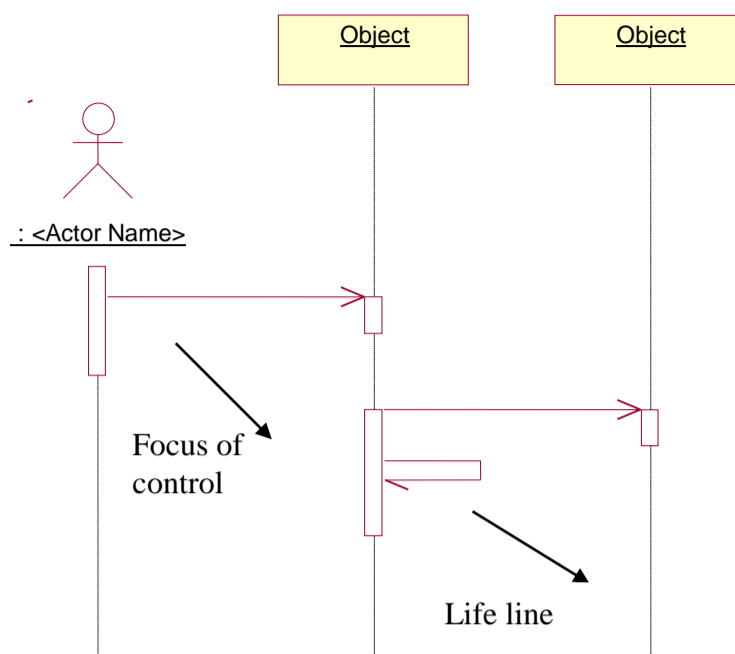 Object
Object
: <Actor Name>
Focus of
control
Life line